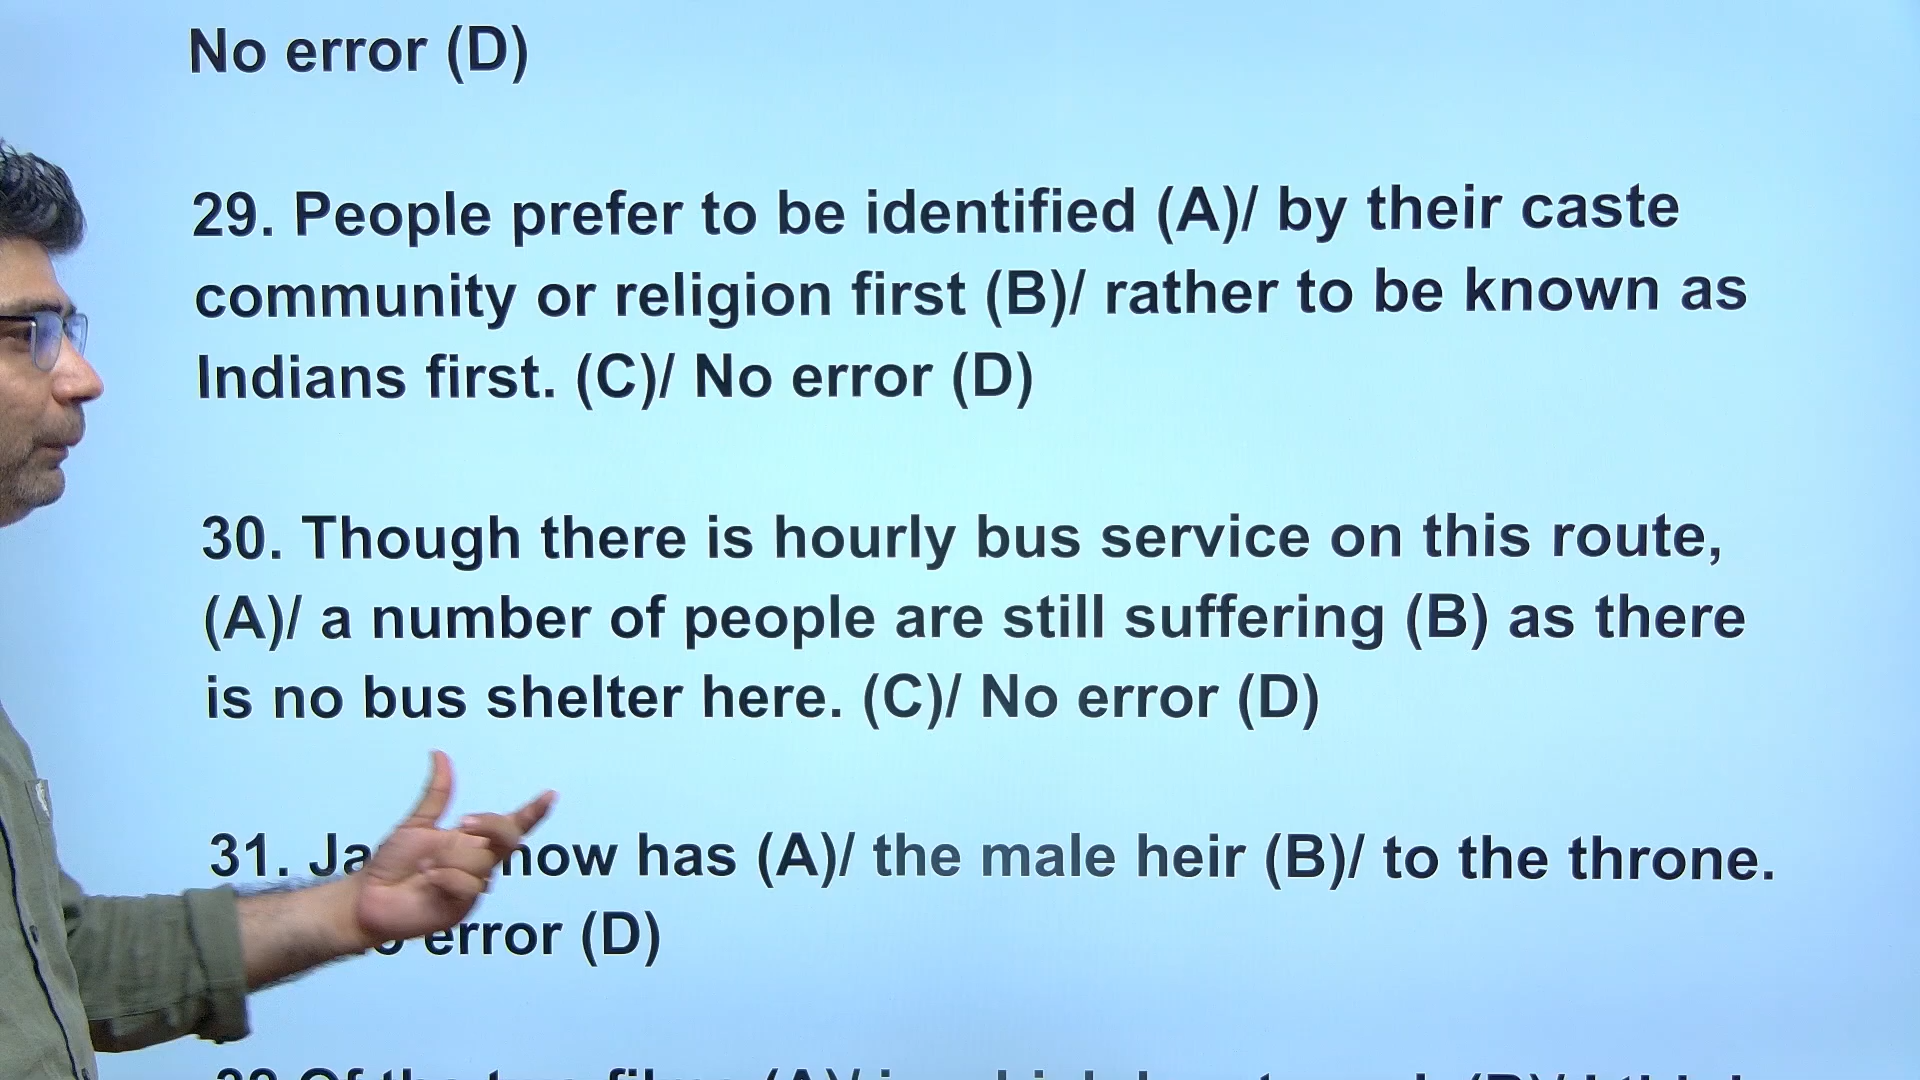 No error (D)
29. People prefer to be identified (A)/ by their caste
community or religion first (B)/ rather to be known as
Indians first. (C)/ No error (D)
30. Though there is hourly bus service on this route,
(A)/ a number of people are still suffering (B) as there
is no bus shelter here. (C)/ No error (D)
31. now has (A)/ the male heir (B)/ to the throne.
error (D)